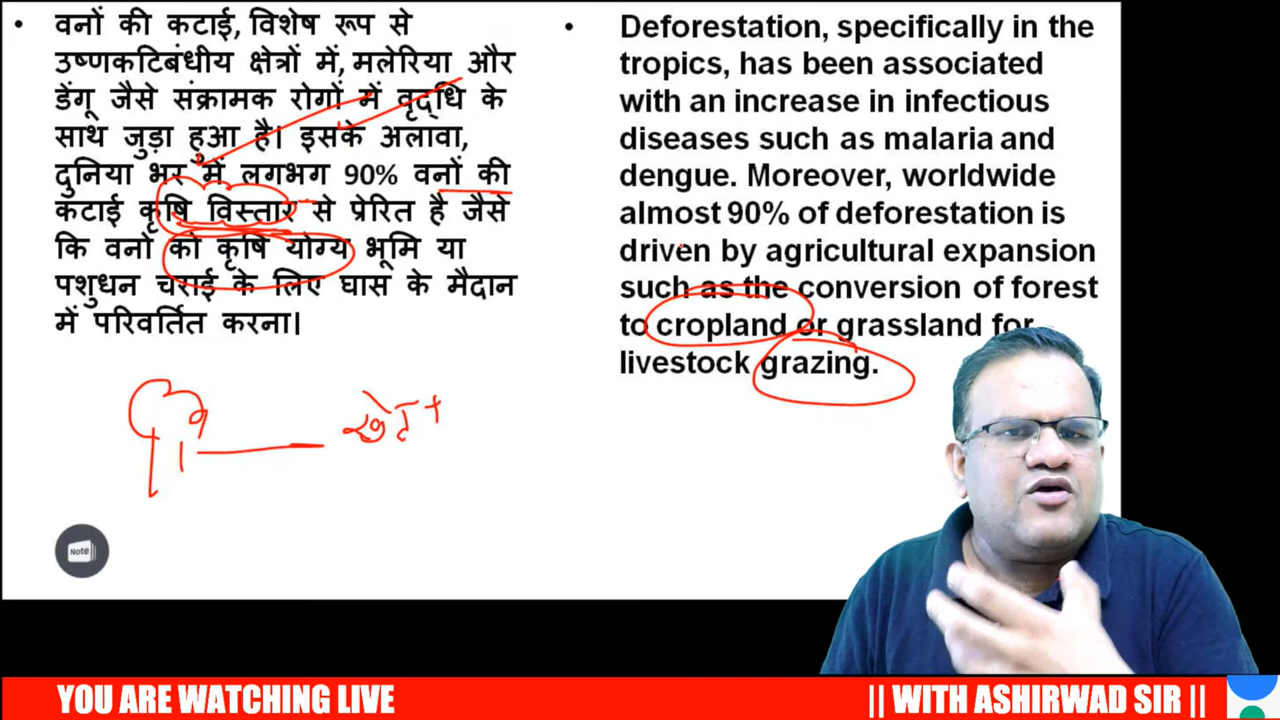 • वनों की कटाई, विशेष रूप से
उष्णकटिबंधीय क्षेत्रों में, मलेरिया और
डेंगू जैसे संक्रामक रोगों में वृद्धि के
साथ जुड़ा हुआ है। इसके अलावा,
दुनिया भर में लगभग 90% वनों की
कटाई कृषि विस्तार से प्रेरित है जैसे
कि वनों को कृषि योग्य भूमि या
पशुधन चराई के लिए घास के मैदान
में परिवर्तित करना।
• Deforestation, specifically in the
tropics, has been associated
with an increase in infectious
diseases such as malaria and
dengue. Moreover, worldwide
almost 90% of deforestation is
driven by agricultural expansion
such as the conversion of forest
to cropland or grassland for
livestock grazing.
खेत +
Note
YOU ARE WATCHING LIVE
|| WITH ASHIRWAD SIR ||